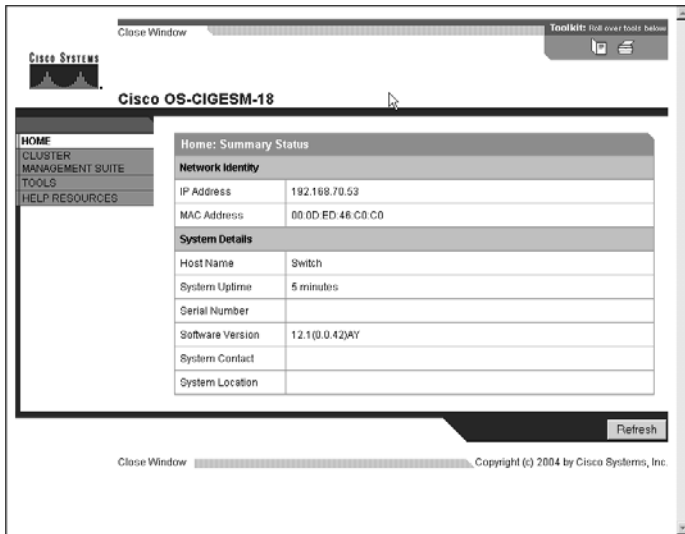 Close Window
Toolkit: Roll over tools below
CISCO SYSTEMS
Cisco OS-CIGESM-18
HOME
CLUSTER
MANAGEMENT SUITE
TOOLS
HELP RESOURCES
Home: Summary Status
Network Identity
IP Address 192.168.70.53
MAC Address 00:0D:ED:46:C0:C0
System Details
Host Name Switch
System Uptime 5 minutes
Serial Number
Software Version 12.1(0.0.42)AY
System Contact
System Location
Refresh
Close Window
Copyright (c) 2004 by Cisco Systems, Inc.